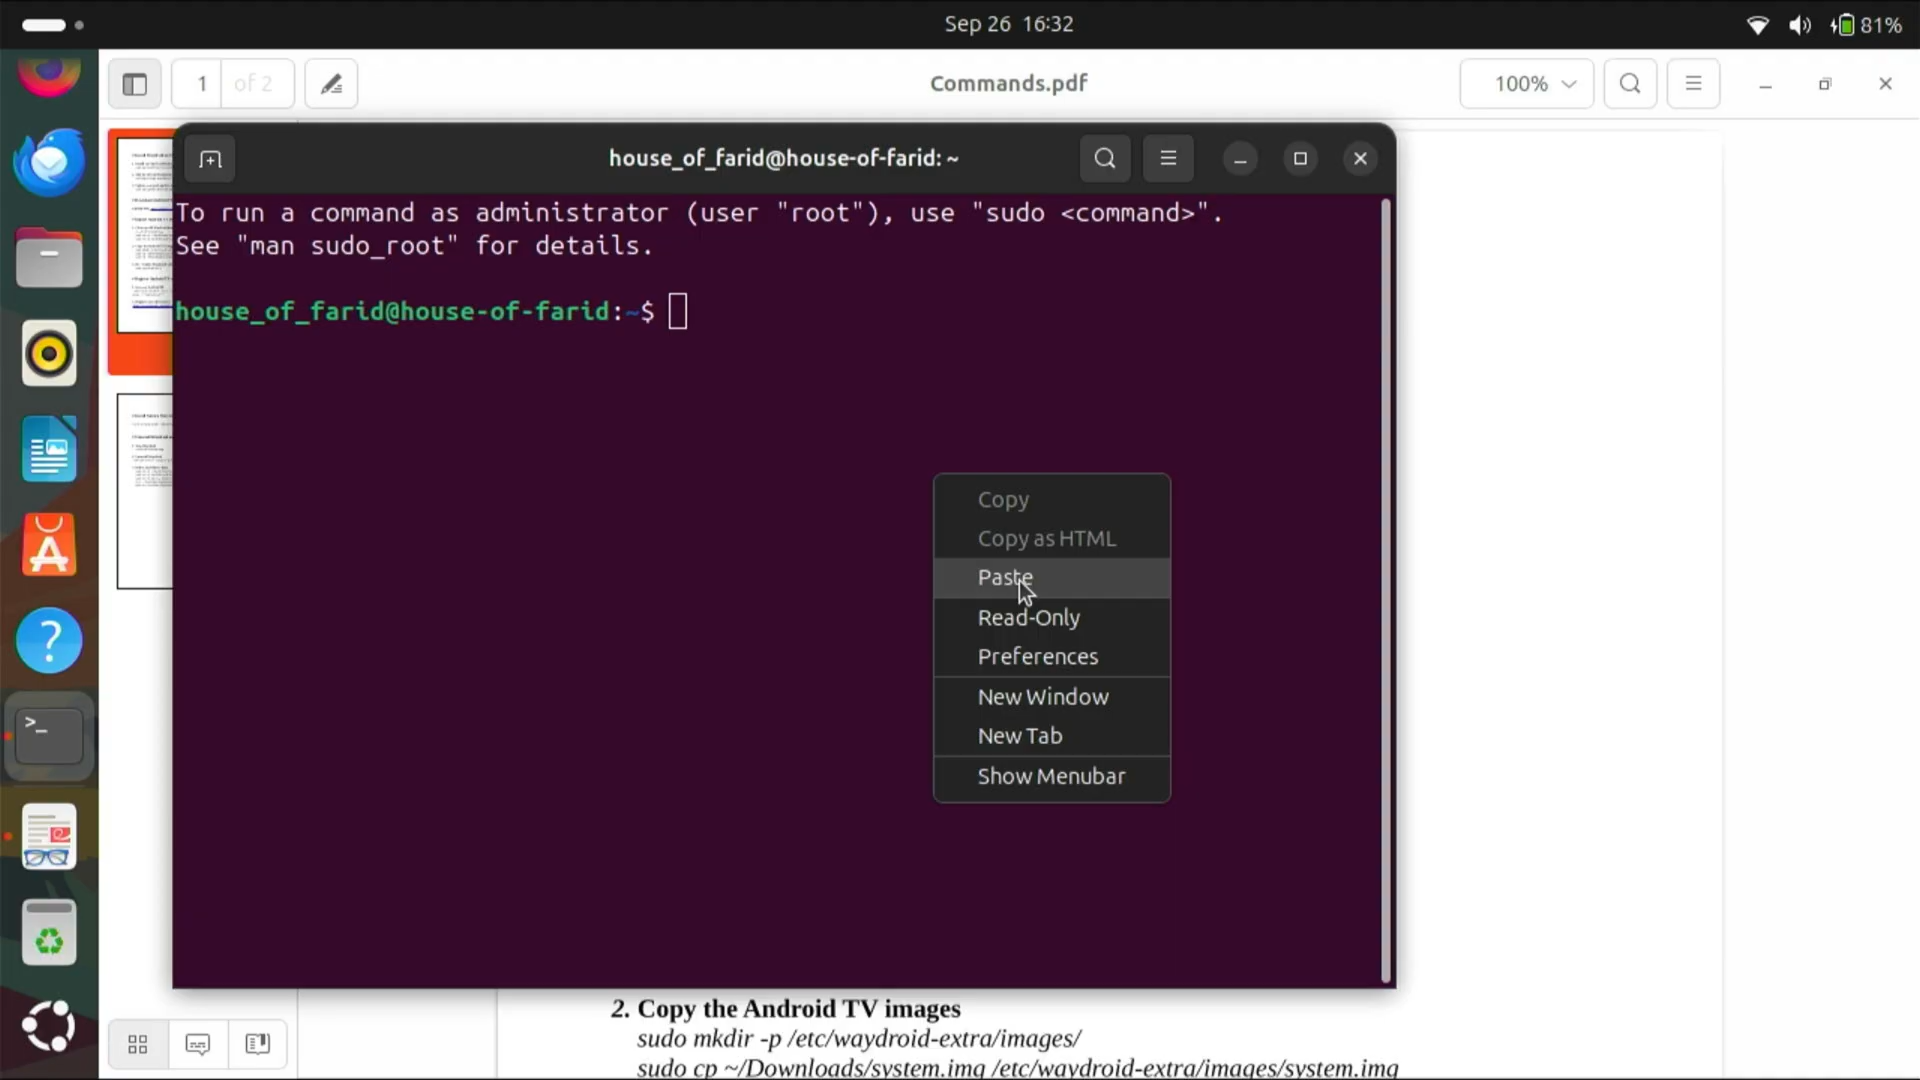 Sep 26 16:32
81%
1 of 2
Commands.pdf
100%
house_of_farid@house-of-farid: ~
To run a command as administrator (user "root"), use "sudo <command>".
See "man sudo_root" for details.
house_of_farid@house-of-farid:~$
Copy
Copy as HTML
Paste
Read-Only
Preferences
New Window
New Tab
Show Menubar
2. Copy the Android TV images
sudo mkdir -p /etc/waydroid-extra/images/
sudo cp ~/Downloads/system.img /etc/waydroid-extra/images/system.img